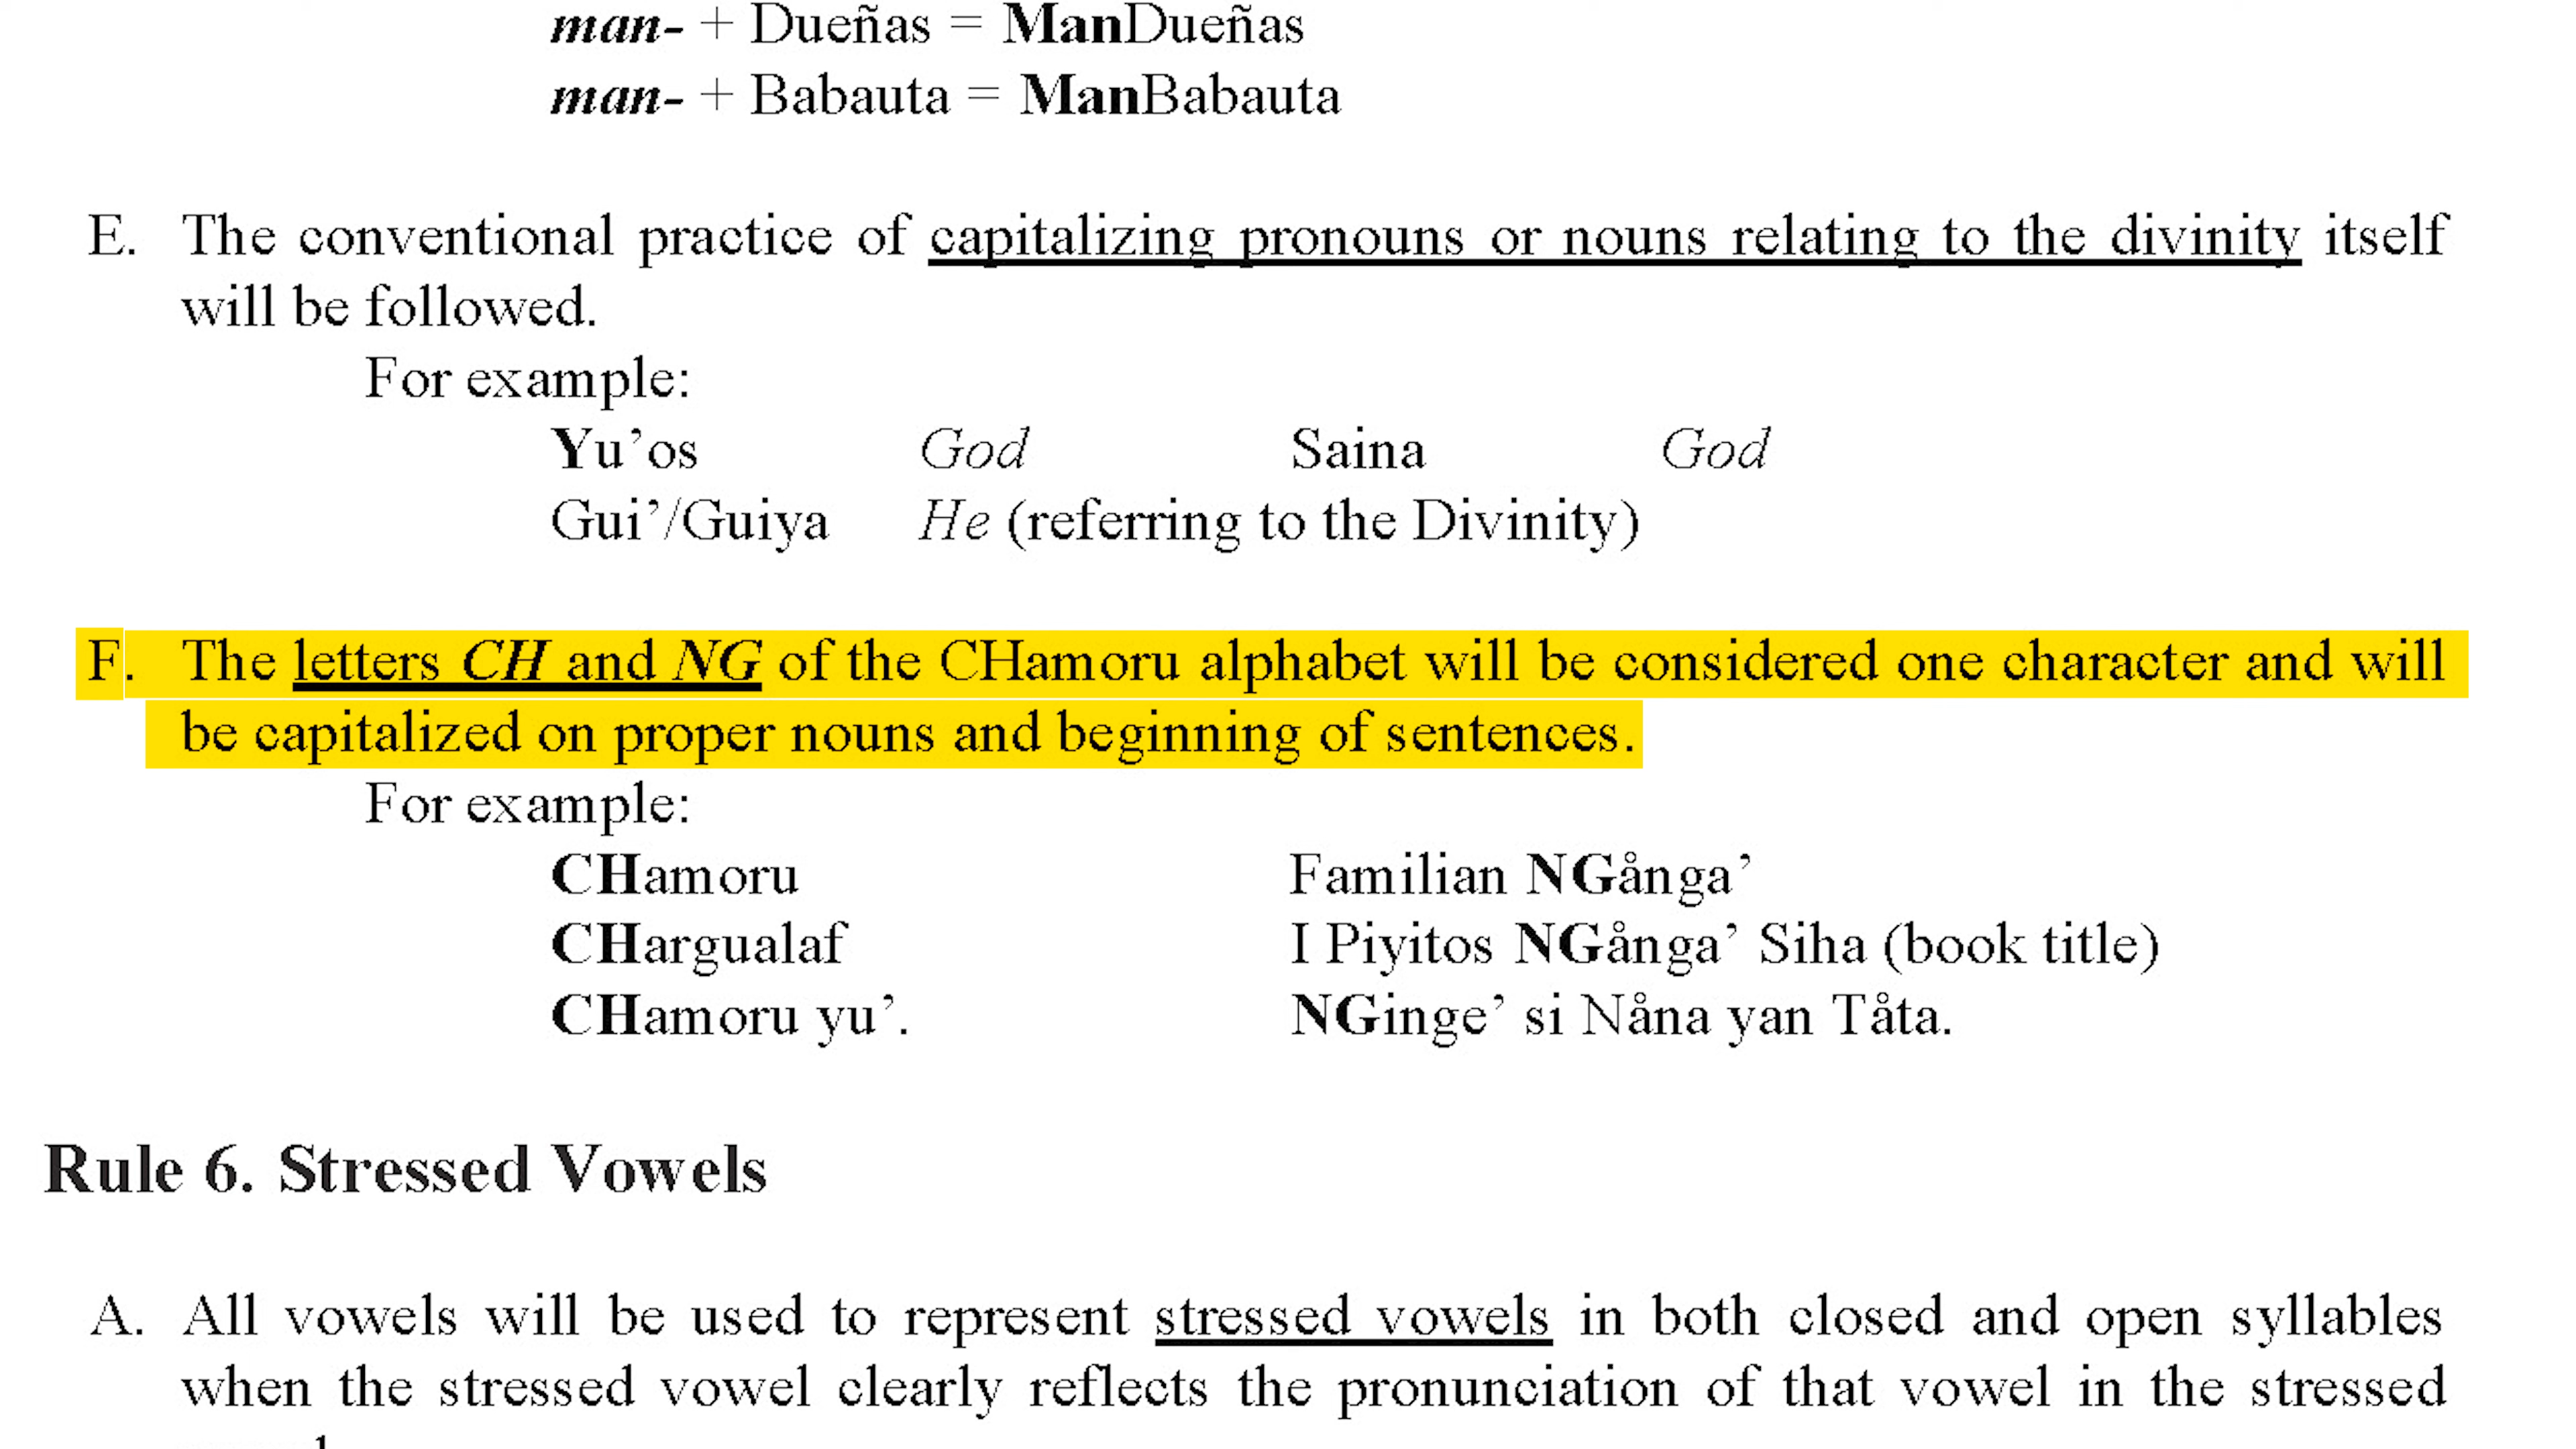 man- + Dueñas = ManDueñas
man- + Babauta = ManBabauta
E. The conventional practice of capitalizing pronouns or nouns relating to the divinity itself
will be followed.
For example:
Yu’os God Saina God
Gui’/Guiya He (referring to the Divinity)
F. The letters CH and NG of the CHamoru alphabet will be considered one character and will
be capitalized on proper nouns and beginning of sentences.
For example:
CHamoru Familian NGånga’
CHargualaf I Piyitos NGånga’ Siha (book title)
CHamoru yu’. NGinge’ si Nåna yan Tåta.
Rule 6. Stressed Vowels
A. All vowels will be used to represent stressed vowels in both closed and open syllables
when the stressed vowel clearly reflects the pronunciation of that vowel in the stressed